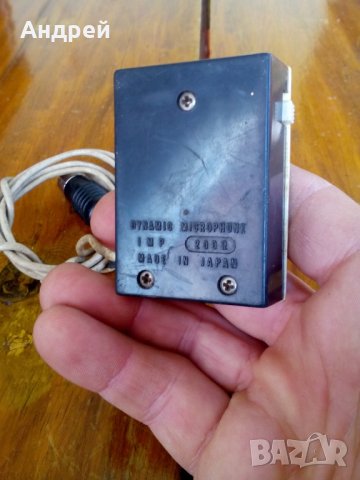 Андрей
DYNAMIC MICROPHONE
IMP 200Ω
MADE IN JAPAN
BAZAR